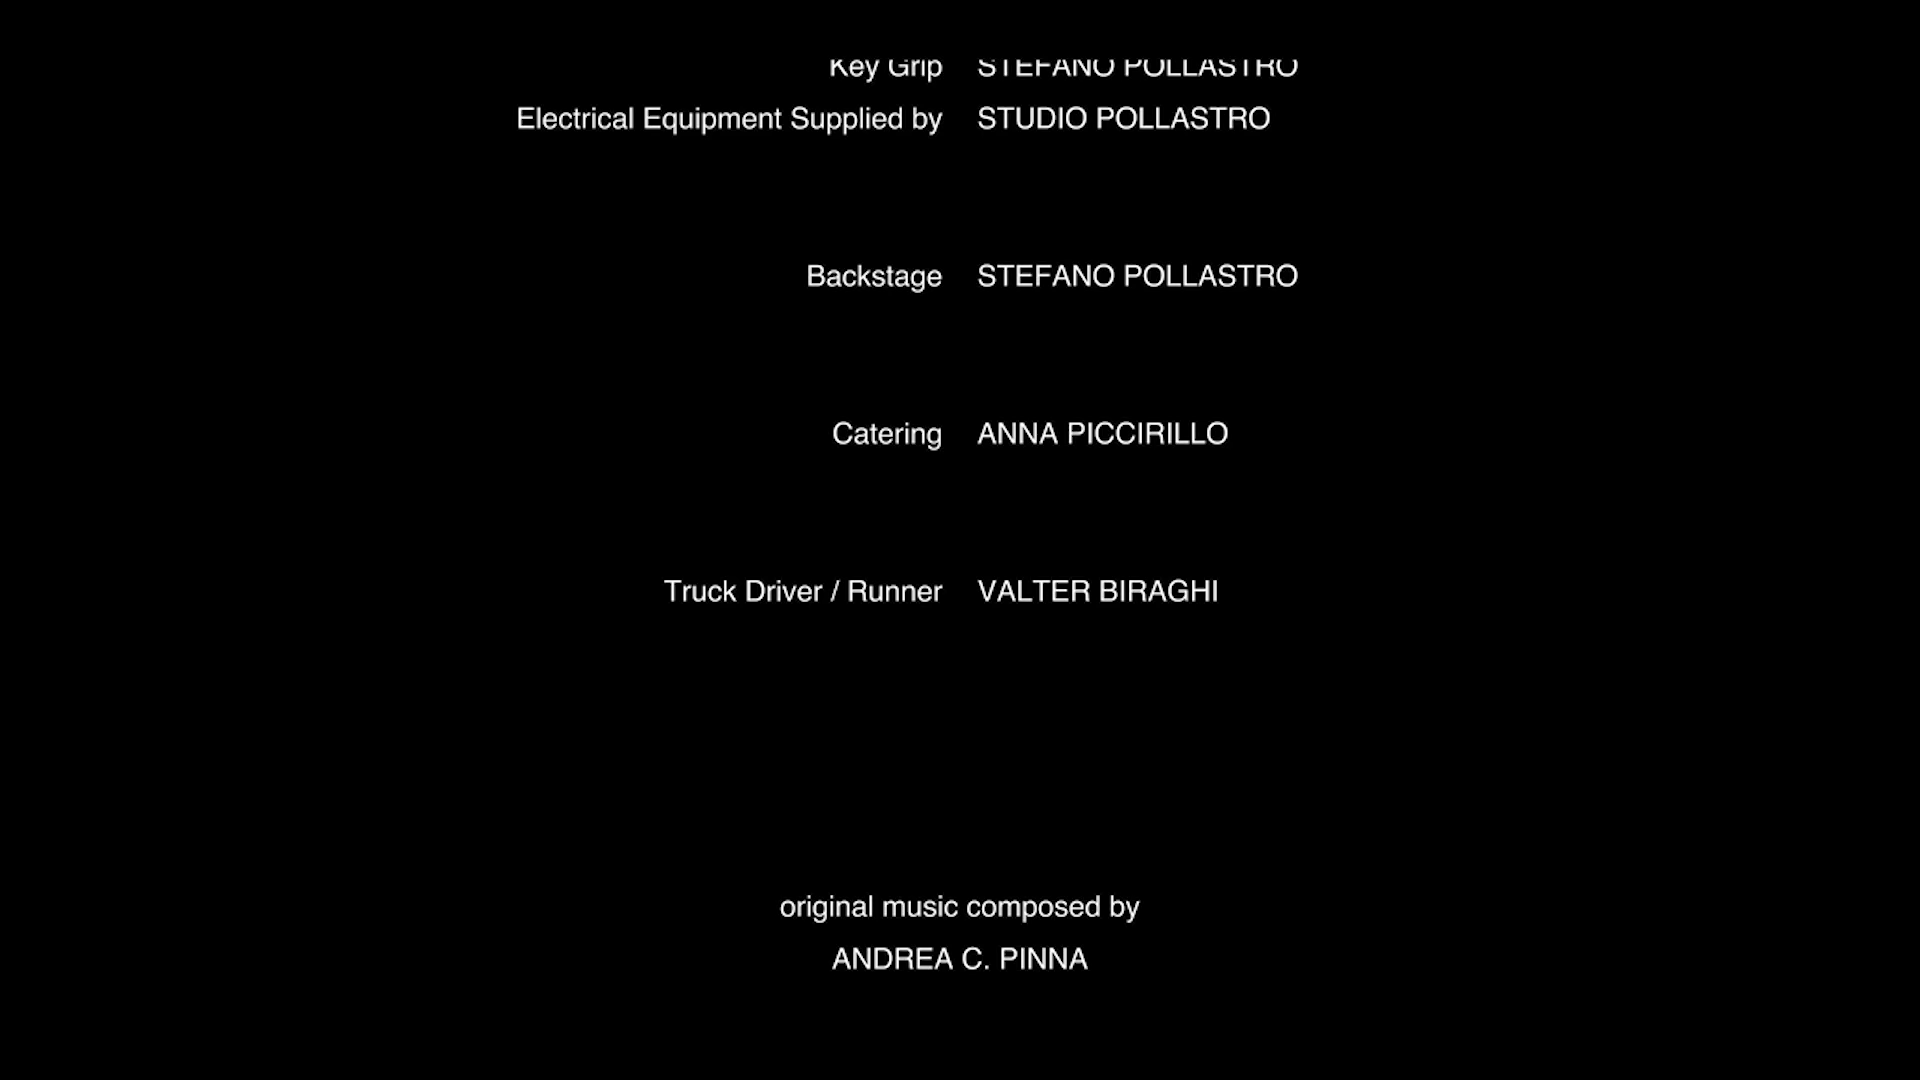 Key Grip STEFANO POLLASTRO
Electrical Equipment Supplied by STUDIO POLLASTRO
Backstage STEFANO POLLASTRO
Catering ANNA PICCIRILLO
Truck Driver / Runner VALTER BIRAGHI
original music composed by
ANDREA C. PINNA